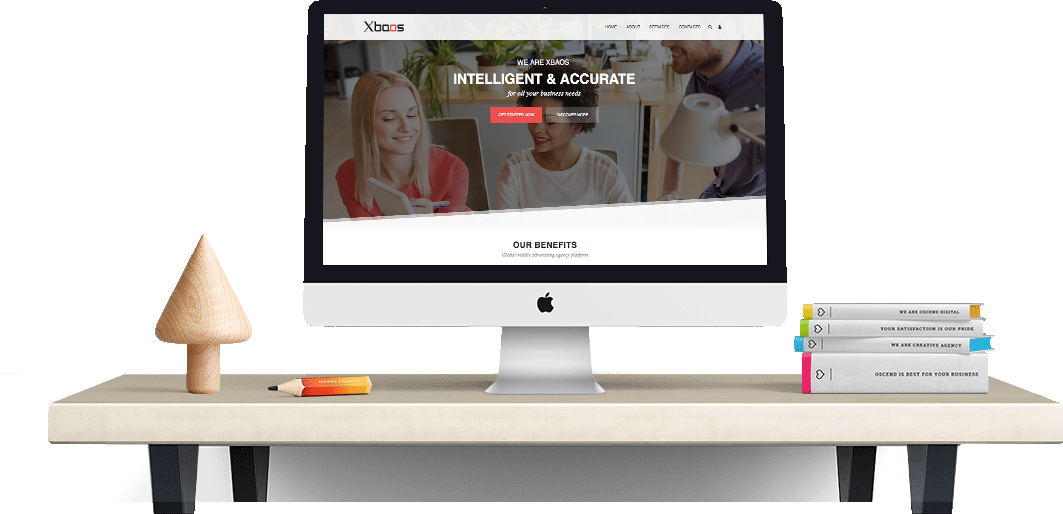 Xbaos
HOME ABOUT SERVICES CONTACTS
WE ARE XBAOS
INTELLIGENT & ACCURATE
for all your business needs
GET STARTED NOW DISCOVER MORE
OUR BENEFITS
Global mobile advertising agency platform
WE ARE OSCEND DIGITAL
YOUR SATISFACTION IS OUR PRIDE
WE ARE CREATIVE AGENCY
OSCEND IS BEST FOR YOUR BUSINESS